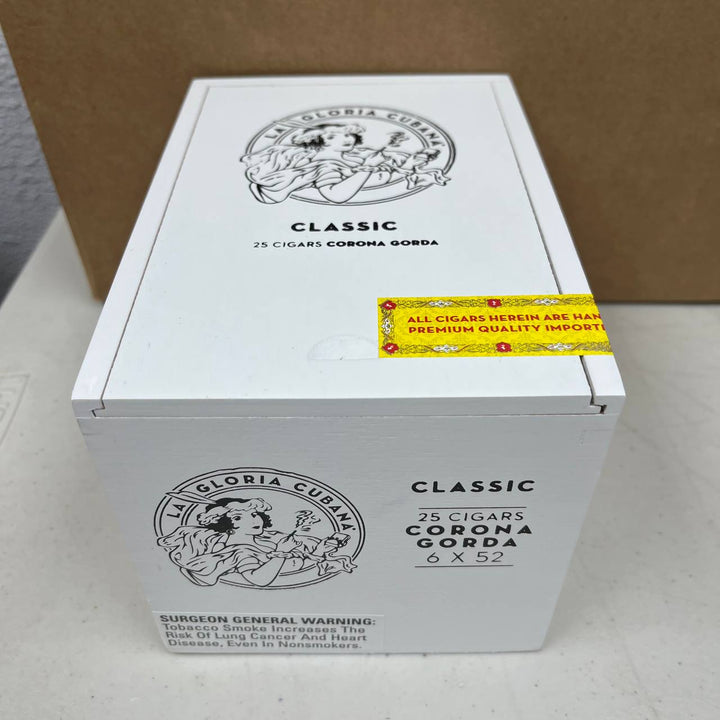 LA GLORIA CUBANA
CLASSIC
25 CIGARS CORONA GORDA
ALL CIGARS HEREIN ARE
PREMIUM QUALITY
LA GLORIA CUBANA
CLASSIC
25 CIGARS
CORONA
GORDA
6 X 52
SURGEON GENERAL WARNING:
Tobacco Smoke Increases The
Risk Of Lung Cancer And Heart
Disease, Even In Nonsmokers.